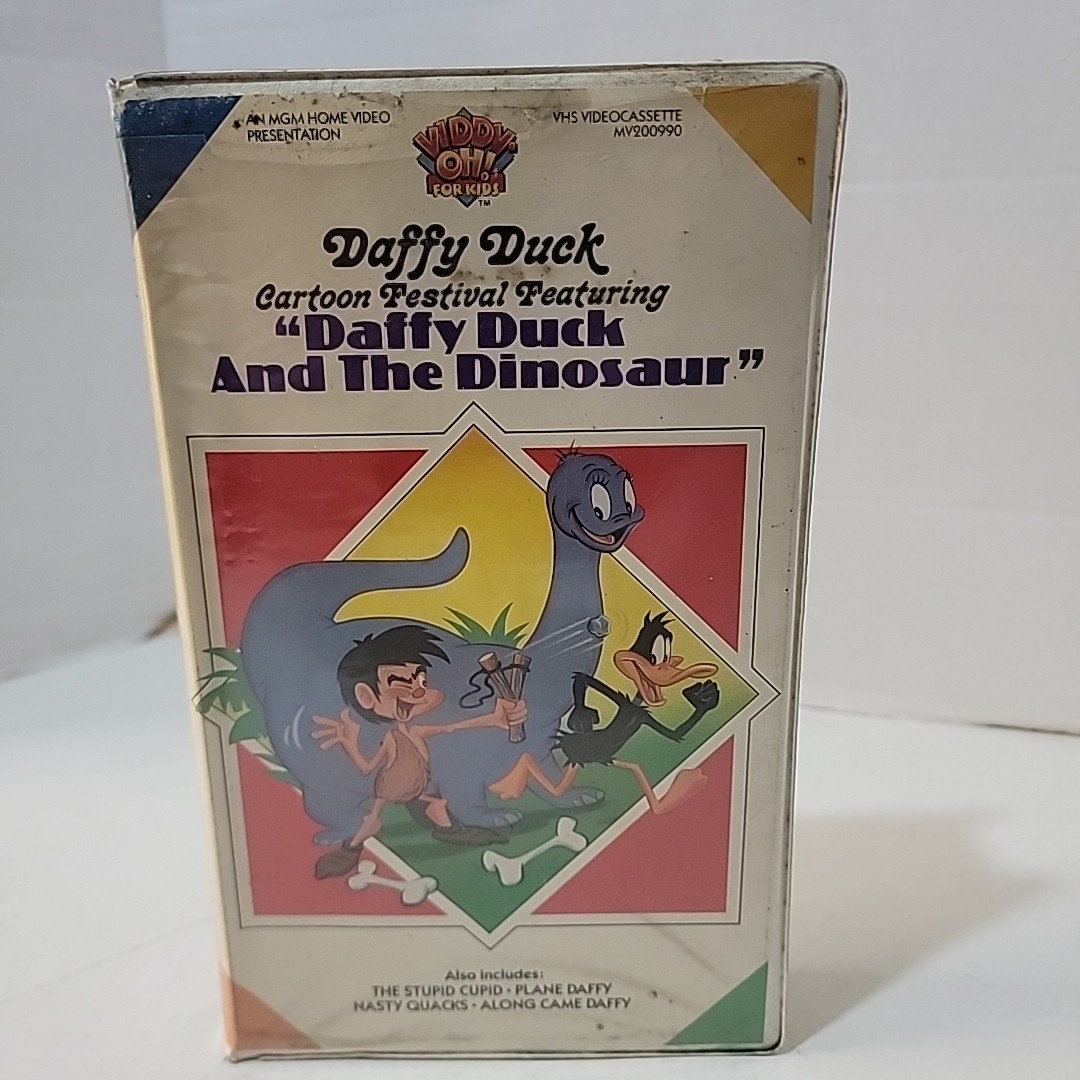 AN MGM HOME VIDEO
PRESENTATION
VIDDY
OH!
FOR KIDS
TM
VHS VIDEOCASSETTE
MV200990
Daffy Duck
Cartoon Festival Featuring
“Daffy Duck
And The Dinosaur”
Also includes:
THE STUPID CUPID • PLANE DAFFY
NASTY QUACKS • ALONG CAME DAFFY